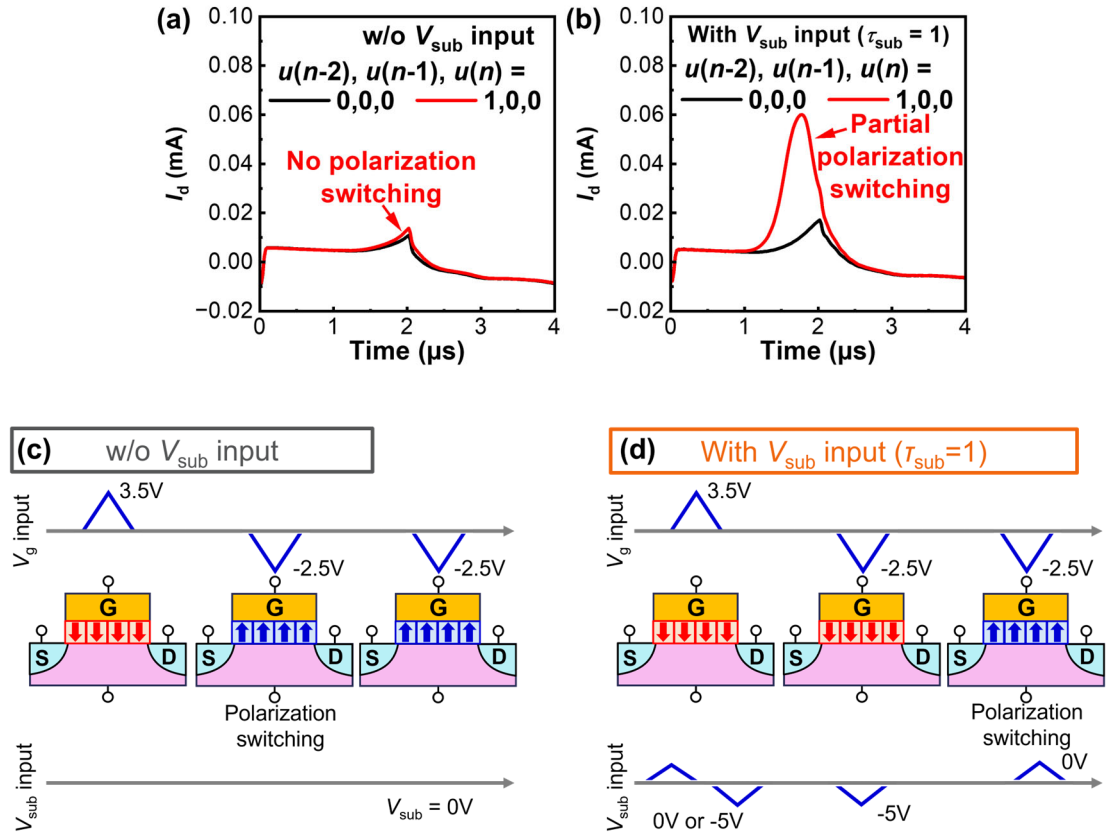 (a)
w/o Vsub input
u(n-2), u(n-1), u(n) =
0,0,0 1,0,0
No polarization
switching
0.10
0.08
0.06
0.04
0.02
0.00
−0.02
Id (mA)
0 1 2 3 4
Time (μs)
(b)
With Vsub input (τsub = 1)
u(n-2), u(n-1), u(n) =
0,0,0 1,0,0
Partial
polarization
switching
0.10
0.08
0.06
0.04
0.02
0.00
−0.02
Id (mA)
0 1 2 3 4
Time (μs)
(c) w/o Vsub input
Vg input
3.5V
-2.5V
-2.5V
G
G
G
S D
S D
S D
Polarization
switching
Vsub input
Vsub = 0V
(d) With Vsub input (τsub=1)
Vg input
3.5V
-2.5V
-2.5V
G
G
G
S D
S D
S D
Polarization
switching
Vsub input
0V or -5V
-5V
0V